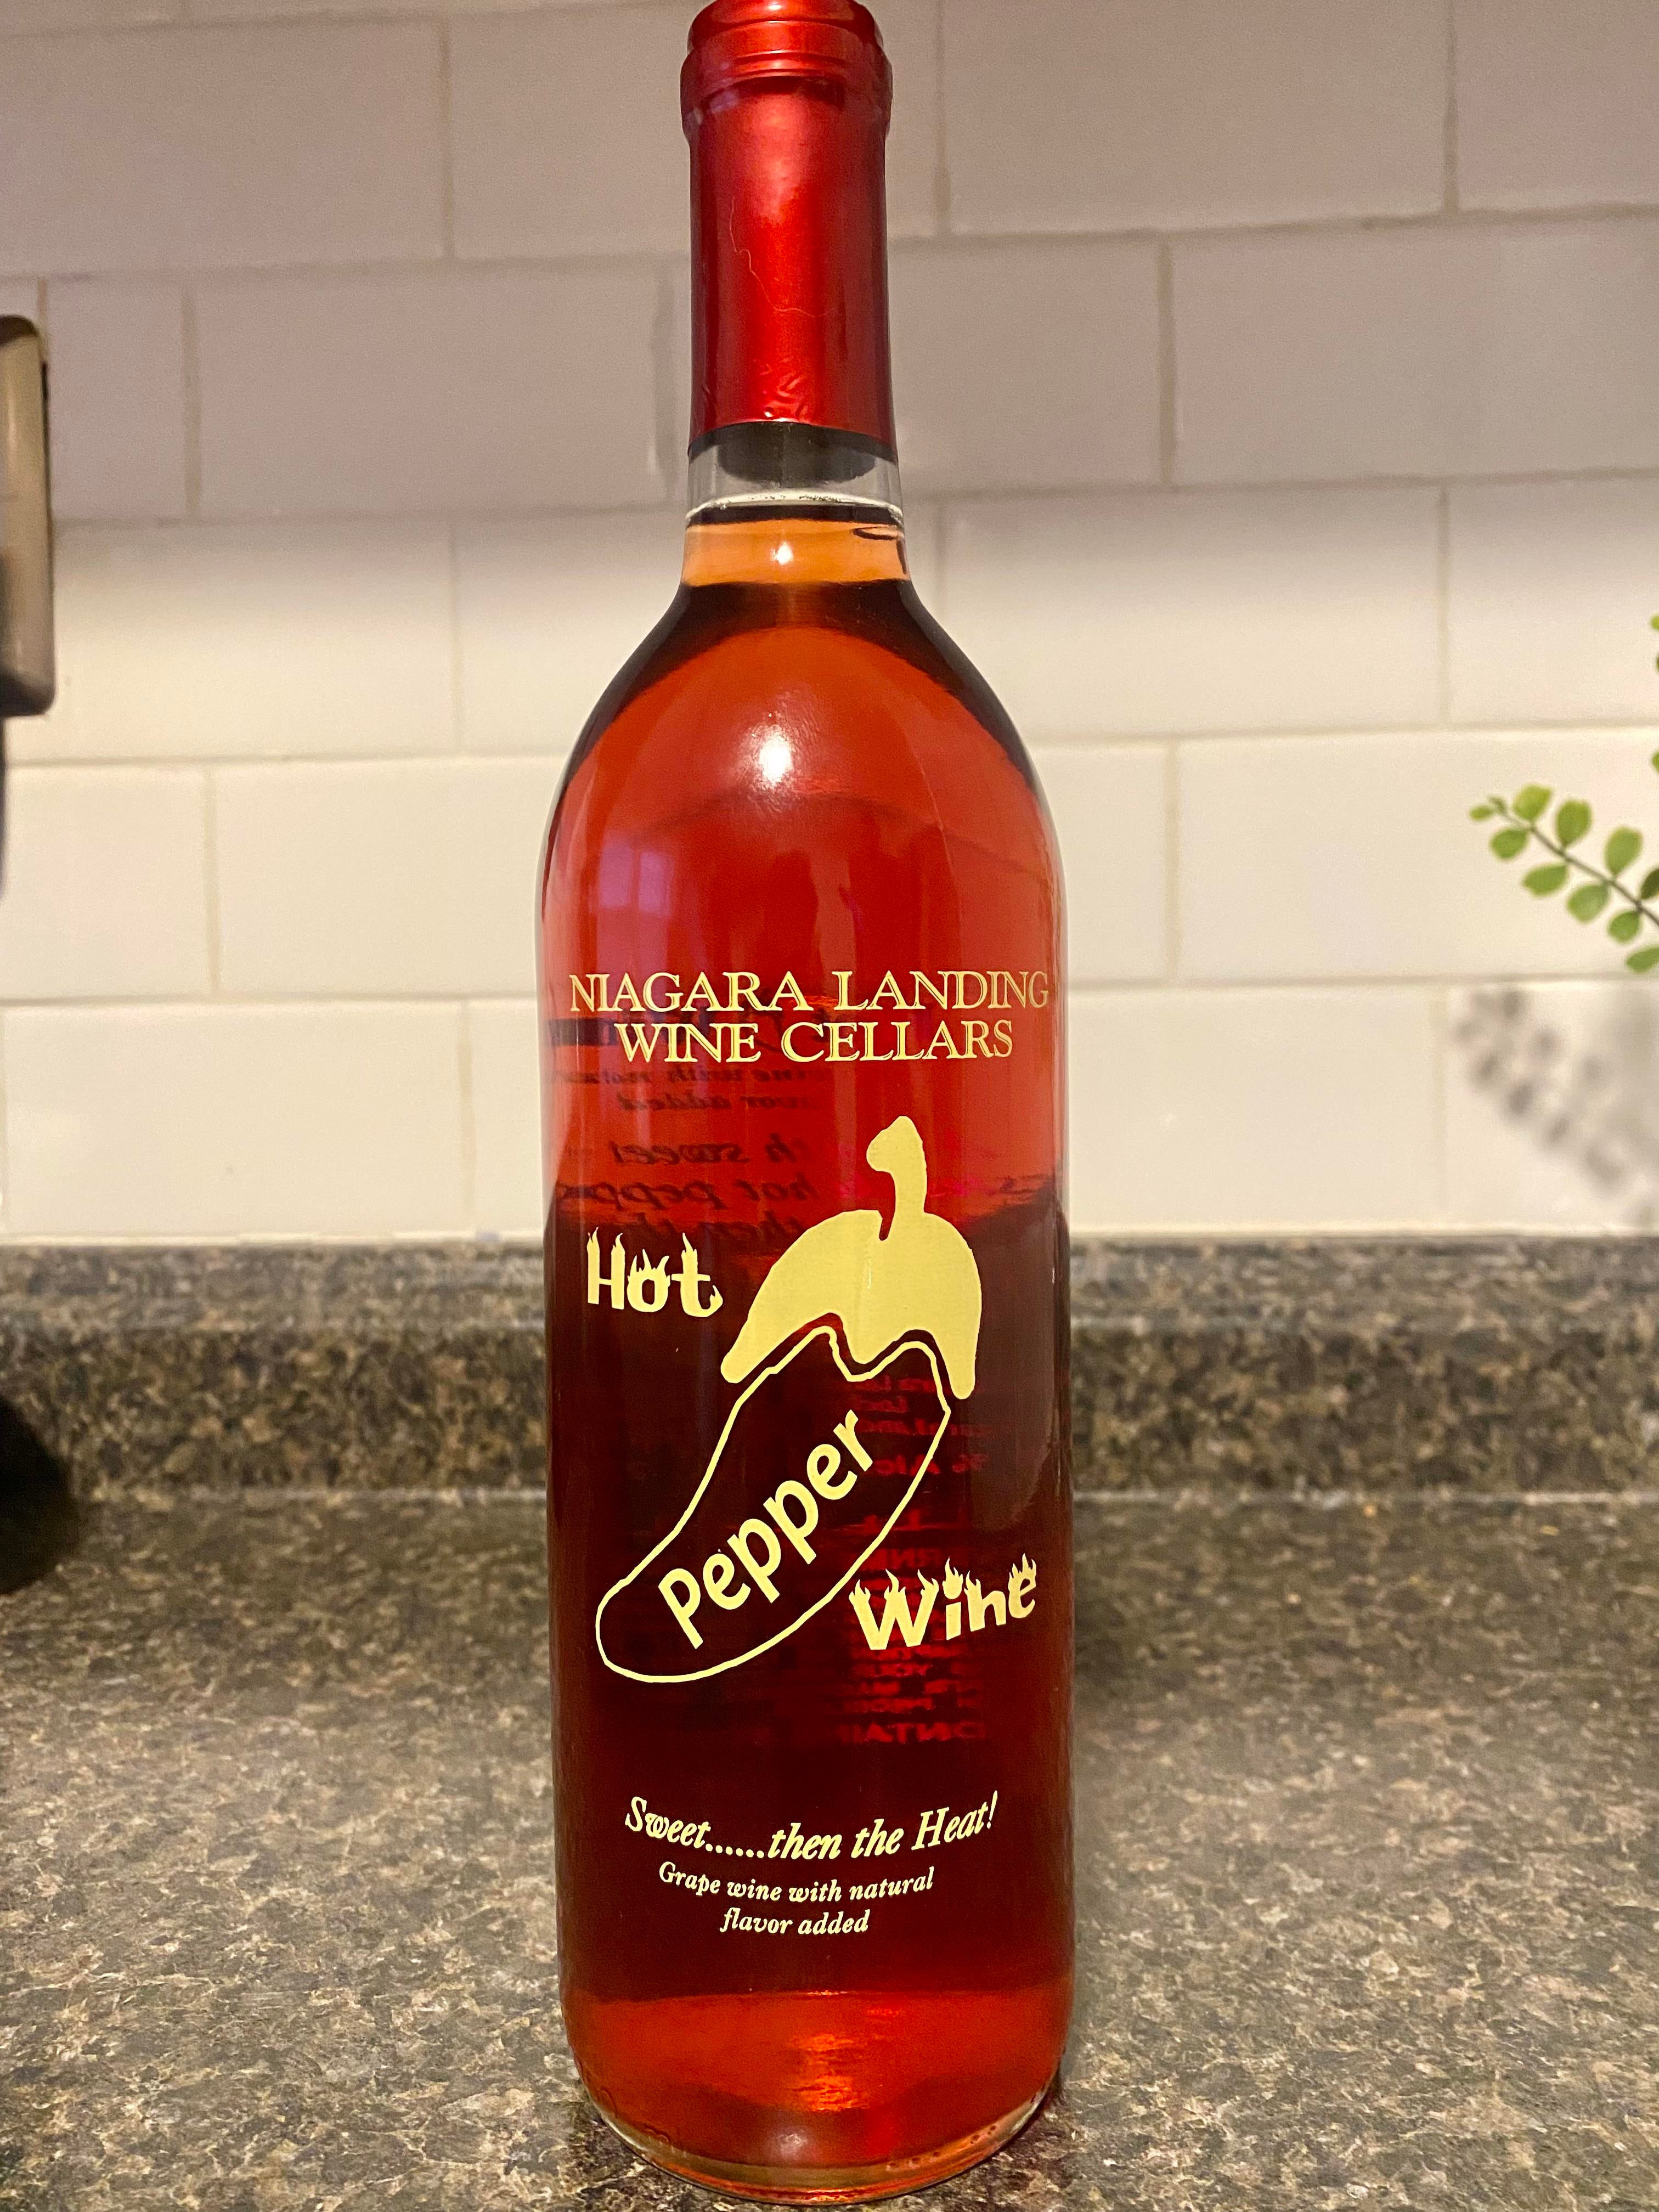 NIAGARA LANDING
WINE CELLARS
Hot
Pepper
Wine
Sweet......then the Heat!
Grape wine with natural
flavor added